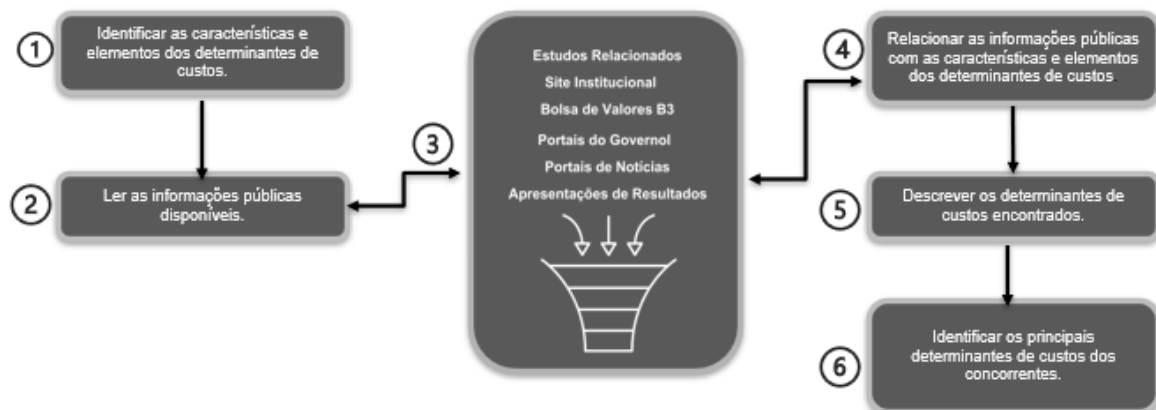 1
Identificar as características e
elementos dos determinantes de
custos.
2
Ler as informações públicas
disponíveis.
3
Estudos Relacionados
Site Institucional
Bolsa de Valores B3
Portais do Governol
Portais de Notícias
Apresentações de Resultados
4
Relacionar as informações públicas
com as características e elementos
dos determinantes de custo.
5
Descrever os determinantes de
custos encontrados.
6
Identificar os principais
determinantes de custos dos
concorrentes.